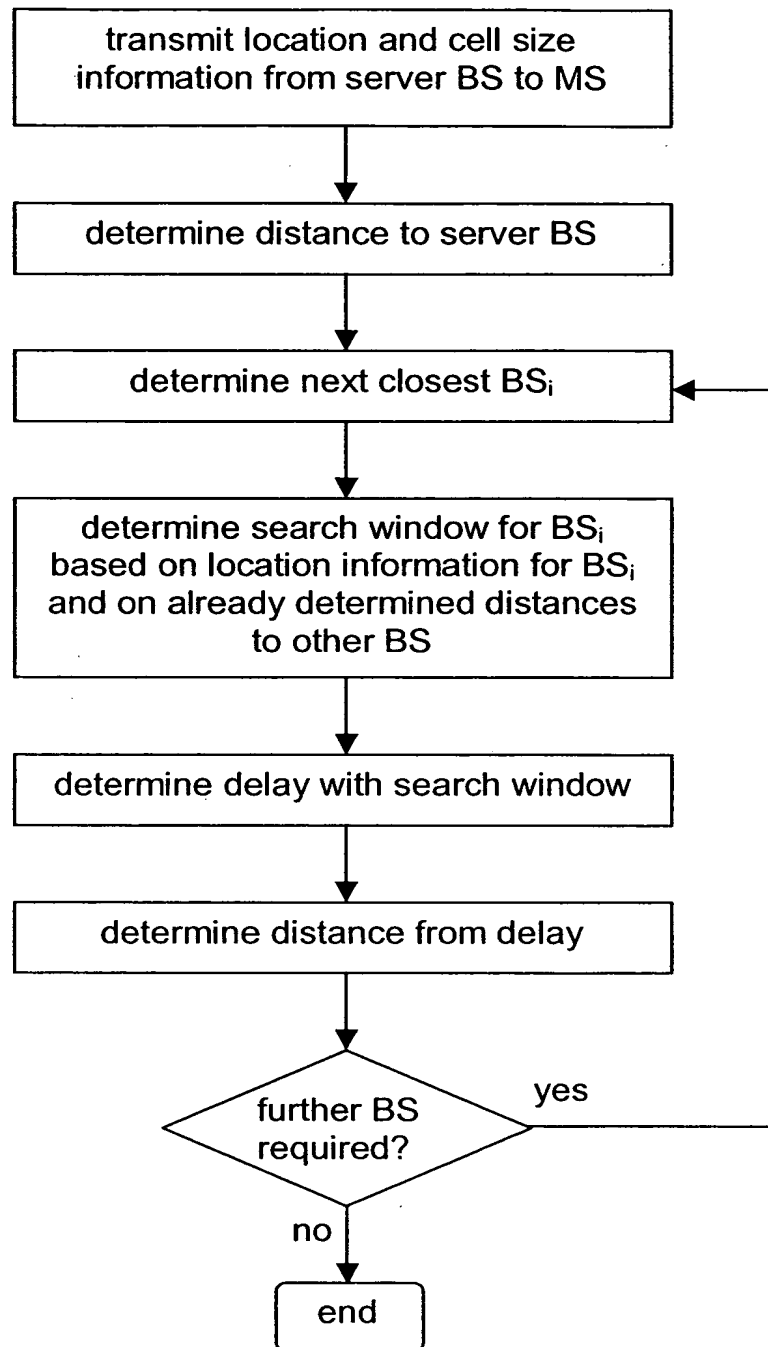 transmit location and cell size
information from server BS to MS
determine distance to server BS
determine next closest BSi
determine search window for BSi
based on location information for BSi
and on already determined distances
to other BS
determine delay with search window
determine distance from delay
further BS
required?
yes
no
end